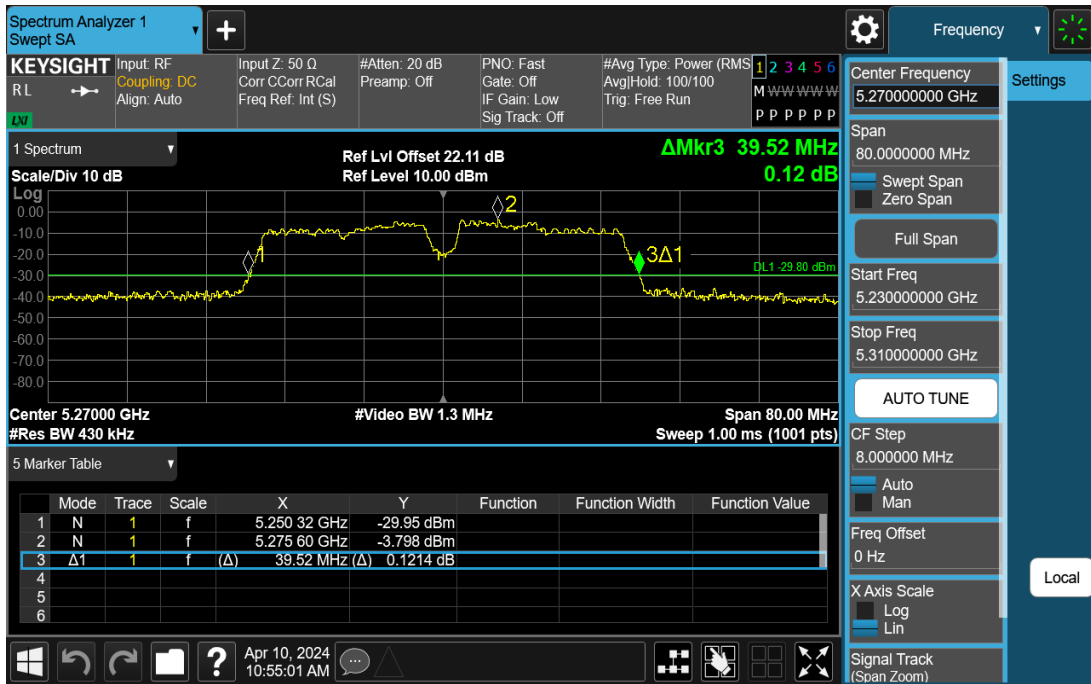 Spectrum Analyzer 1
Swept SA
+
Frequency
KEYSIGHT
R L
LXI
Input: RF
Coupling: DC
Align: Auto
Input Z: 50 Ω
Corr CCorr RCal
Freq Ref: Int (S)
#Atten: 20 dB
Preamp: Off
PNO: Fast
Gate: Off
IF Gain: Low
Sig Track: Off
#Avg Type: Power (RMS
Avg|Hold: 100/100
Trig: Free Run
1 2 3 4 5 6
M W W W W W
P P P P P P
1 Spectrum
Scale/Div 10 dB
Ref Lvl Offset 22.11 dB
Ref Level 10.00 dBm
ΔMkr3 39.52 MHz
0.12 dB
Log
0.00
-10.0
-20.0
-30.0
-40.0
-50.0
-60.0
-70.0
-80.0
1
2
3Δ1
DL1 -29.80 dBm
Center 5.27000 GHz
#Video BW 1.3 MHz
Span 80.00 MHz
#Res BW 430 kHz
Sweep 1.00 ms (1001 pts)
5 Marker Table
Mode Trace Scale X Y Function Function Width Function Value
1 N 1 f 5.250 32 GHz -29.95 dBm
2 N 1 f 5.275 60 GHz -3.798 dBm
3 Δ1 1 f (Δ) 39.52 MHz (Δ) 0.1214 dB
4
5
6
?
Apr 10, 2024
10:55:01 AM
Center Frequency
5.270000000 GHz
Span
80.0000000 MHz
Swept Span
Zero Span
Full Span
Start Freq
5.230000000 GHz
Stop Freq
5.310000000 GHz
AUTO TUNE
CF Step
8.000000 MHz
Auto
Man
Freq Offset
0 Hz
X Axis Scale
Log
Lin
Signal Track
(Span Zoom)
Settings
Local